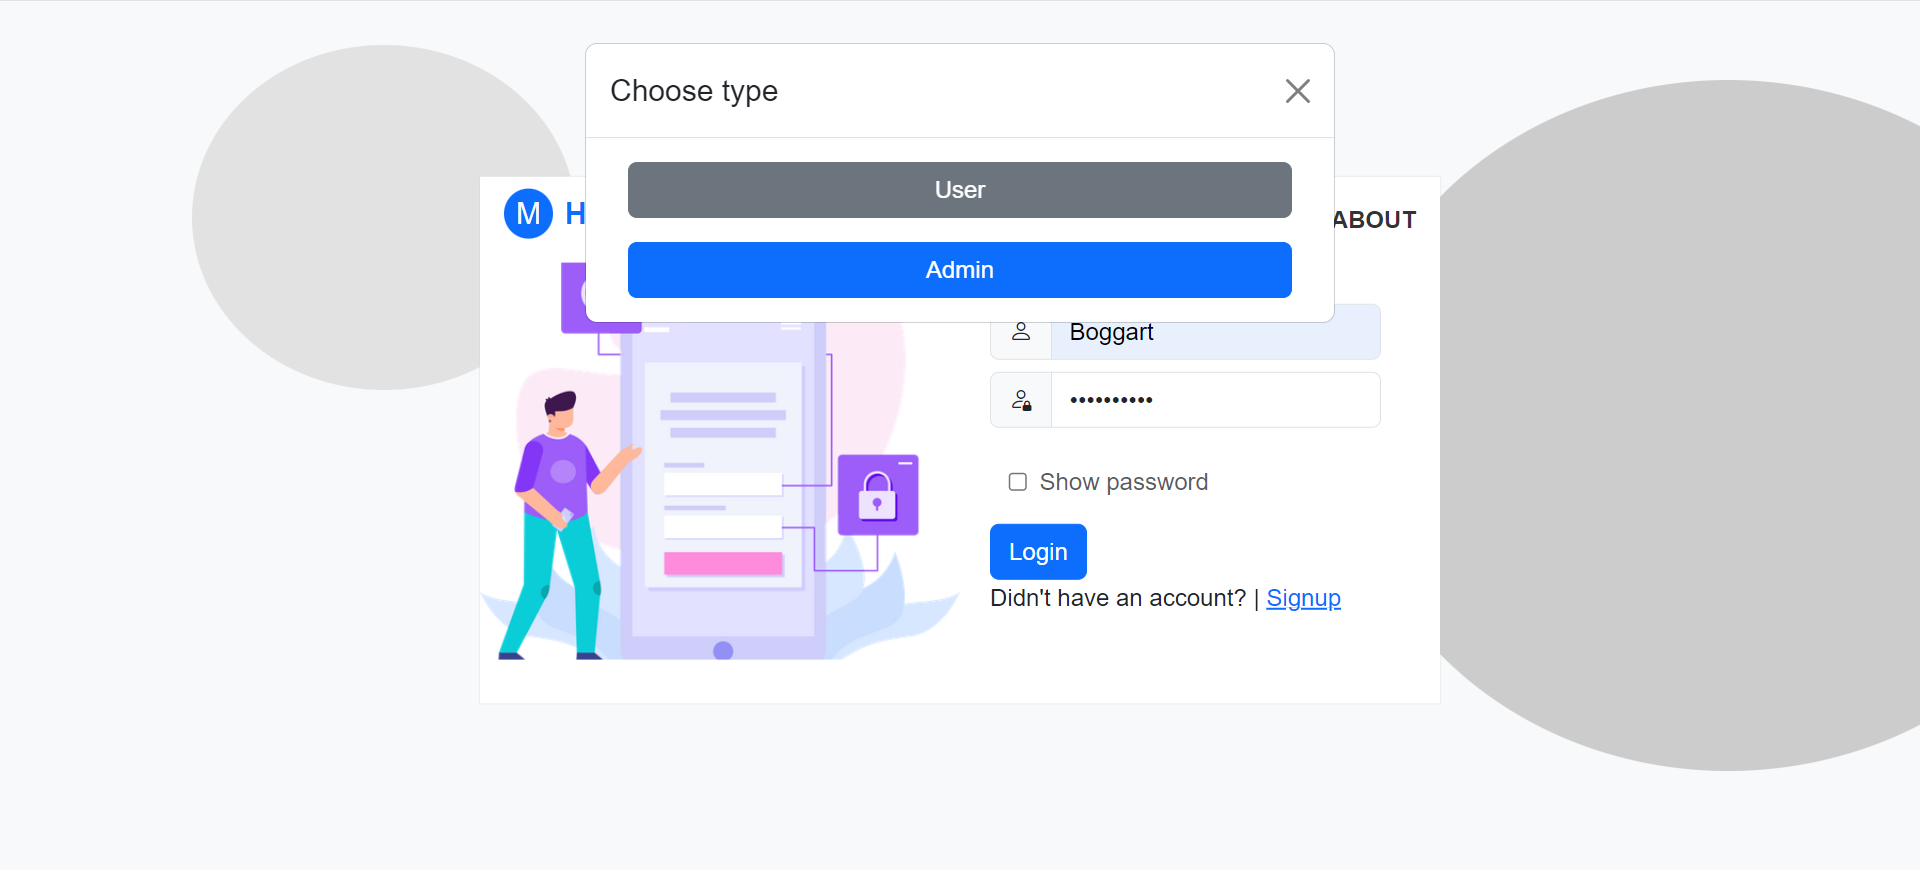 Choose type
User
Admin
M H
ABOUT
Boggart
••••••••••
Show password
Login
Didn't have an account? | Signup